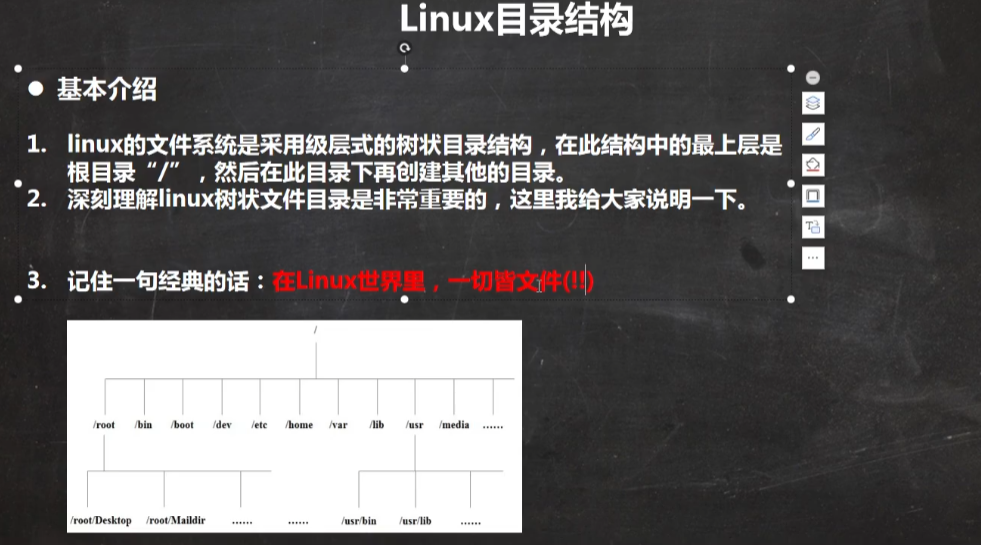 Linux目录结构
● 基本介绍
1. linux的文件系统是采用级层式的树状目录结构，在此结构中的最上层是
根目录“/”，然后在此目录下再创建其他的目录。
2. 深刻理解linux树状文件目录是非常重要的，这里我给大家说明一下。
3. 记住一句经典的话：在Linux世界里，一切皆文件(!!)
/
/root /bin /boot /dev /etc /home /var /lib /usr /media ……
/root/Desktop /root/Maildir …… …… /usr/bin /usr/lib ……